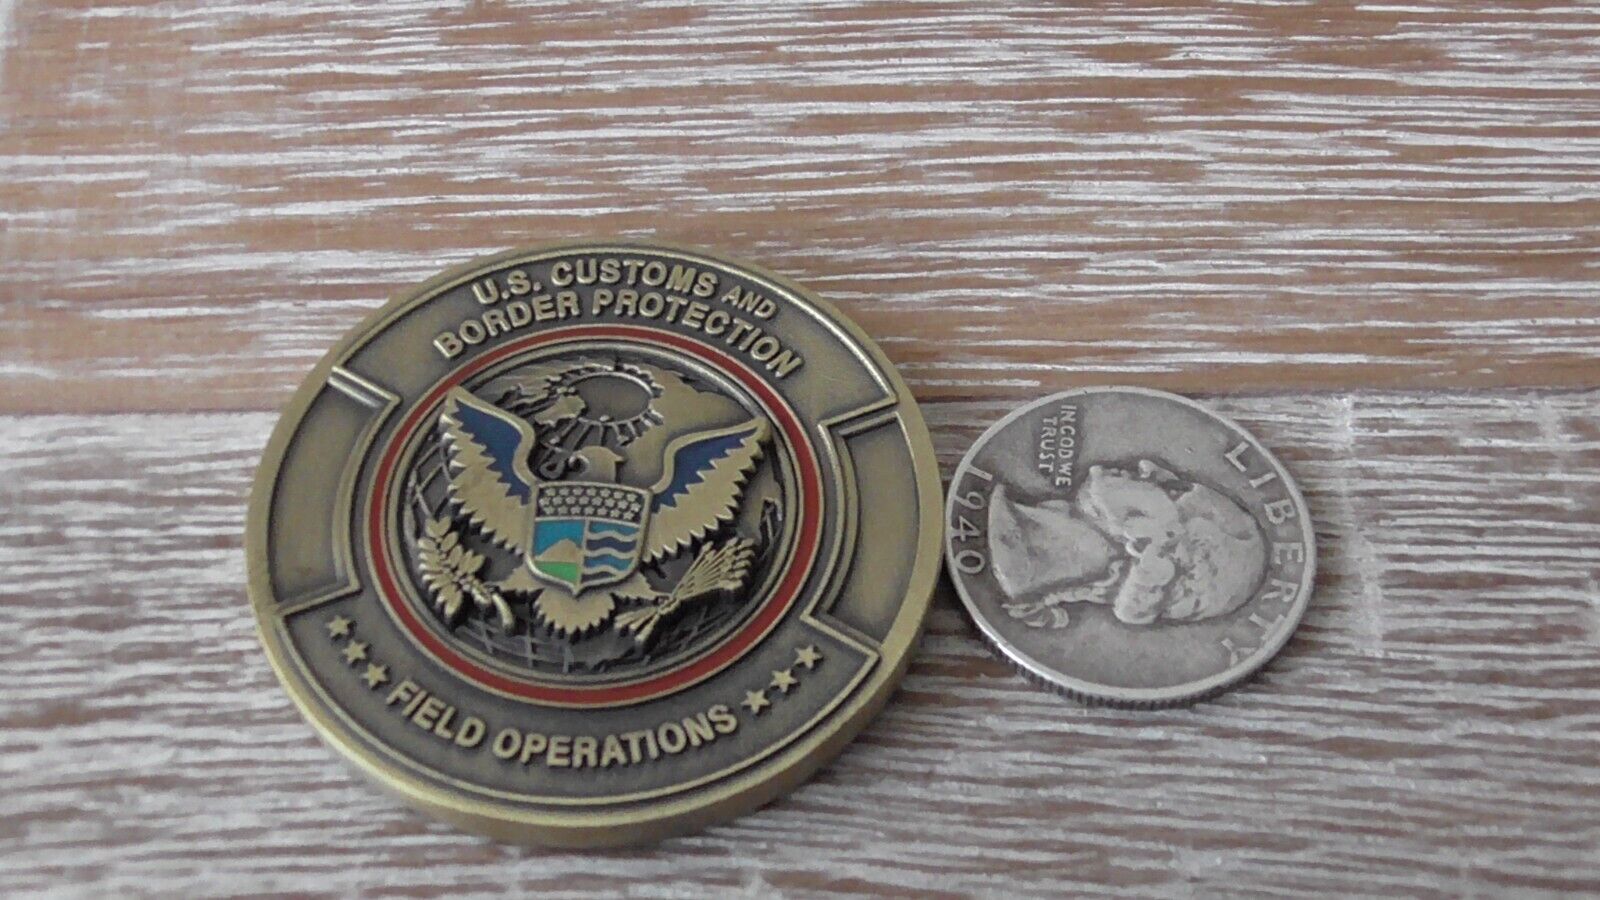 U.S. CUSTOMS AND
BORDER PROTECTION
FIELD OPERATIONS
LIBERTY
IN GOD WE
TRUST
1940